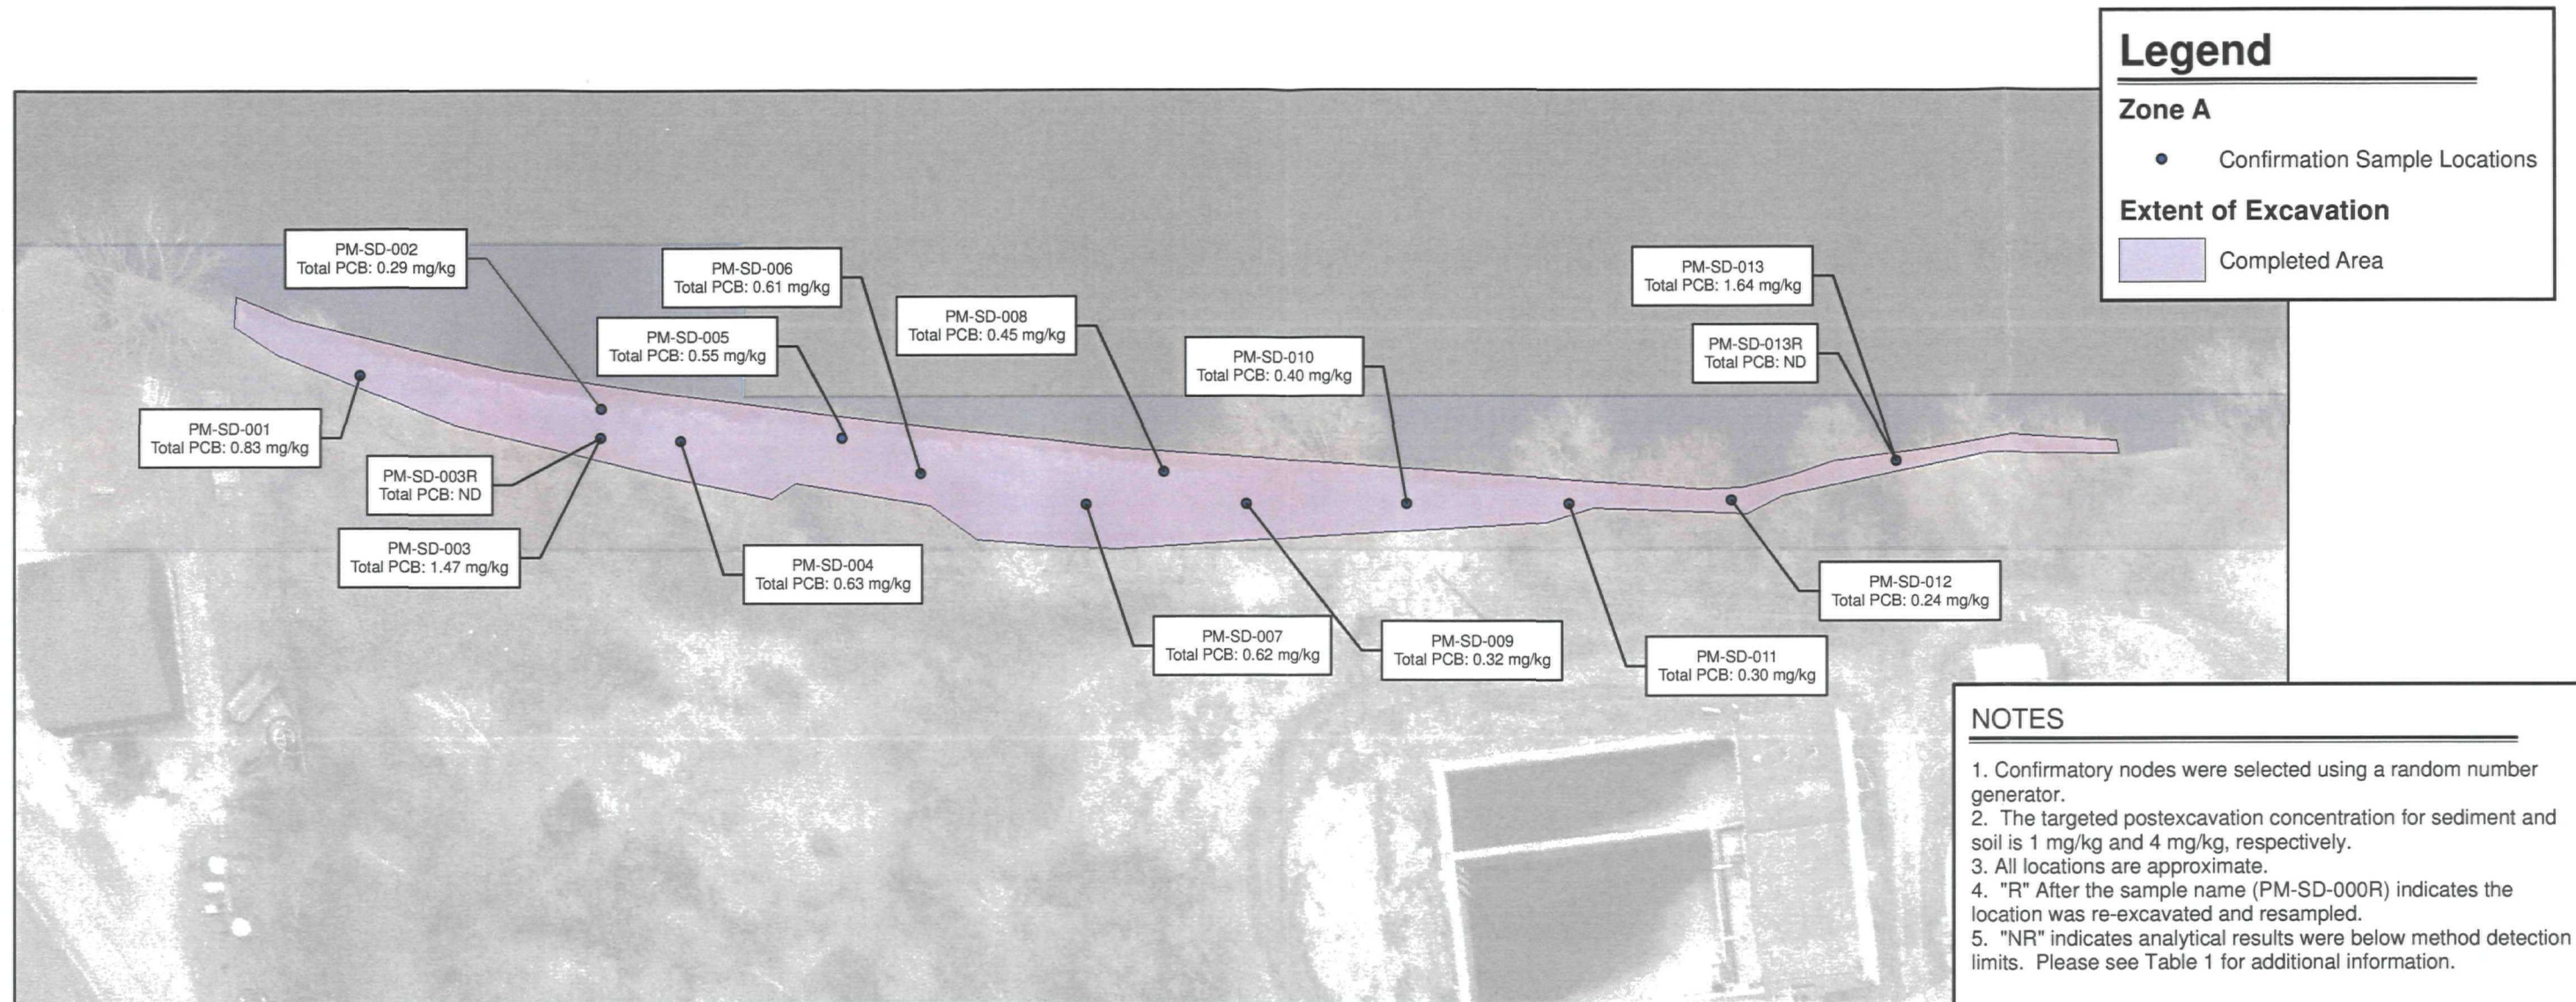 Legend
Zone A
Confirmation Sample Locations
Extent of Excavation
Completed Area
PM-SD-002
Total PCB: 0.29 mg/kg
PM-SD-006
Total PCB: 0.61 mg/kg
PM-SD-005
Total PCB: 0.55 mg/kg
PM-SD-008
Total PCB: 0.45 mg/kg
PM-SD-010
Total PCB: 0.40 mg/kg
PM-SD-013
Total PCB: 1.64 mg/kg
PM-SD-013R
Total PCB: ND
PM-SD-001
Total PCB: 0.83 mg/kg
PM-SD-003R
Total PCB: ND
PM-SD-003
Total PCB: 1.47 mg/kg
PM-SD-004
Total PCB: 0.63 mg/kg
PM-SD-007
Total PCB: 0.62 mg/kg
PM-SD-009
Total PCB: 0.32 mg/kg
PM-SD-011
Total PCB: 0.30 mg/kg
PM-SD-012
Total PCB: 0.24 mg/kg
NOTES
1. Confirmatory nodes were selected using a random number
generator.
2. The targeted postexcavation concentration for sediment and
soil is 1 mg/kg and 4 mg/kg, respectively.
3. All locations are approximate.
4. "R" After the sample name (PM-SD-000R) indicates the
location was re-excavated and resampled.
5. "NR" indicates analytical results were below method detection
limits. Please see Table 1 for additional information.